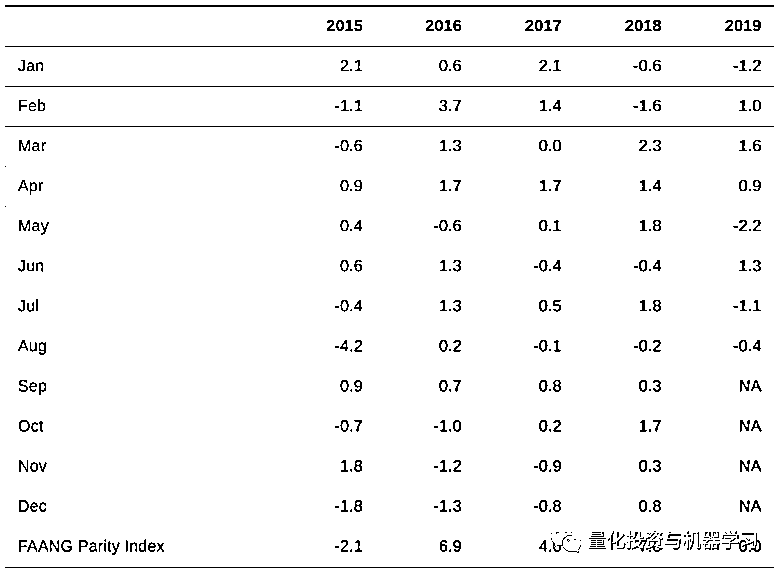 2015 2016 2017 2018 2019
Jan 2.1 0.6 2.1 -0.6 -1.2
Feb -1.1 3.7 1.4 -1.6 1.0
Mar -0.6 1.3 0.0 2.3 1.6
Apr 0.9 1.7 1.7 1.4 0.9
May 0.4 -0.6 0.1 1.8 -2.2
Jun 0.6 1.3 -0.4 -0.4 1.3
Jul -0.4 1.3 0.5 1.8 -1.1
Aug -4.2 0.2 -0.1 -0.2 -0.4
Sep 0.9 0.7 0.8 0.3 NA
Oct -0.7 -1.0 0.2 1.7 NA
Nov 1.8 -1.2 -0.9 0.3 NA
Dec -1.8 -1.3 -0.8 0.8 NA
FAANG Parity Index -2.1 6.9
量化投资与机器学习